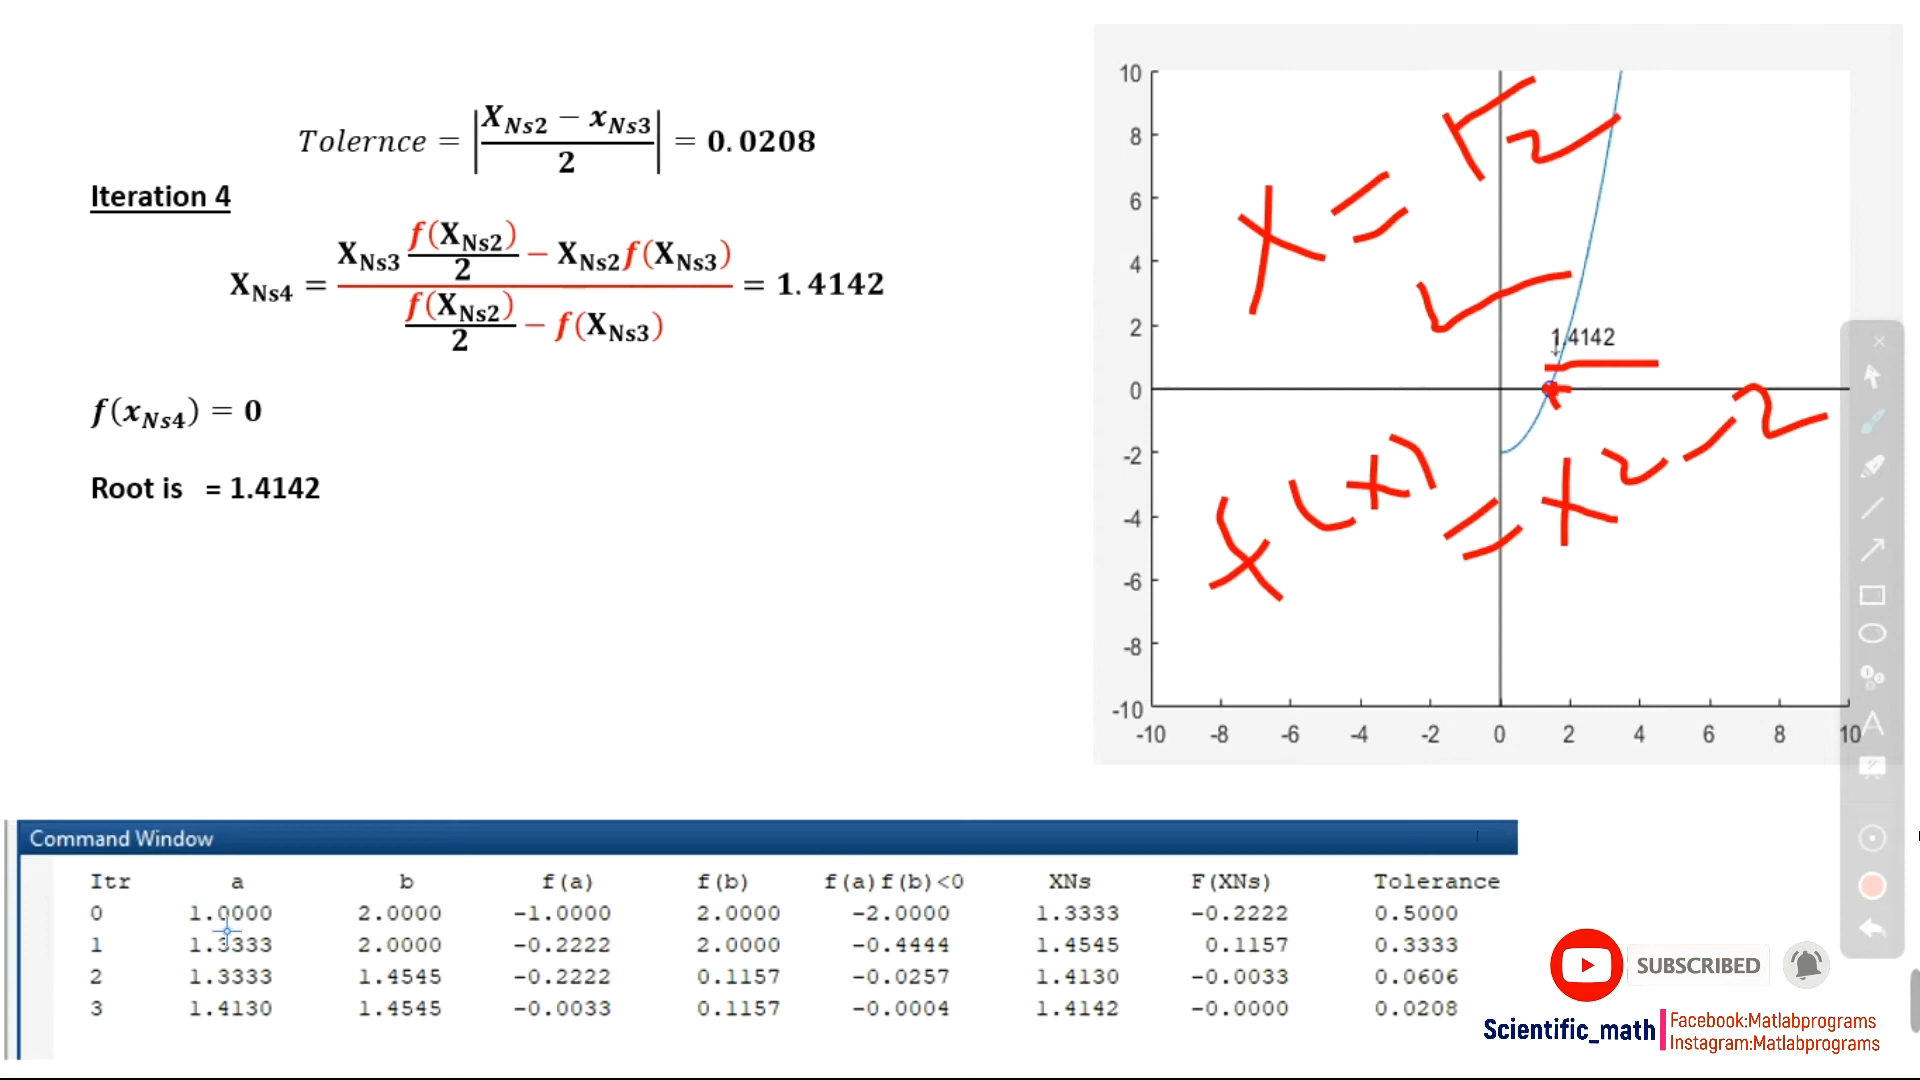 Tolernce = |(X_Ns2 − x_Ns3)/2| = 0.0208
Iteration 4
X_Ns4 = (X_Ns3 f(X_Ns2)/2 − X_Ns2 f(X_Ns3)) / (f(X_Ns2)/2 − f(X_Ns3)) = 1.4142
f(x_Ns4) = 0
Root is = 1.4142
X = √2
f(x) = x² − 2
1.4142
10
8
6
4
2
0
-2
-4
-6
-8
-10
-10 -8 -6 -4 -2 0 2 4 6 8 10
Command Window
Itr a b f(a) f(b) f(a)f(b)<0 XNs F(XNs) Tolerance
0 1.0000 2.0000 -1.0000 2.0000 -2.0000 1.3333 -0.2222 0.5000
1 1.3333 2.0000 -0.2222 2.0000 -0.4444 1.4545 0.1157 0.3333
2 1.3333 1.4545 -0.2222 0.1157 -0.0257 1.4130 -0.0033 0.0606
3 1.4130 1.4545 -0.0033 0.1157 -0.0004 1.4142 -0.0000 0.0208
SUBSCRIBED
Scientific_math
Facebook:Matlabprograms
Instagram:Matlabprograms